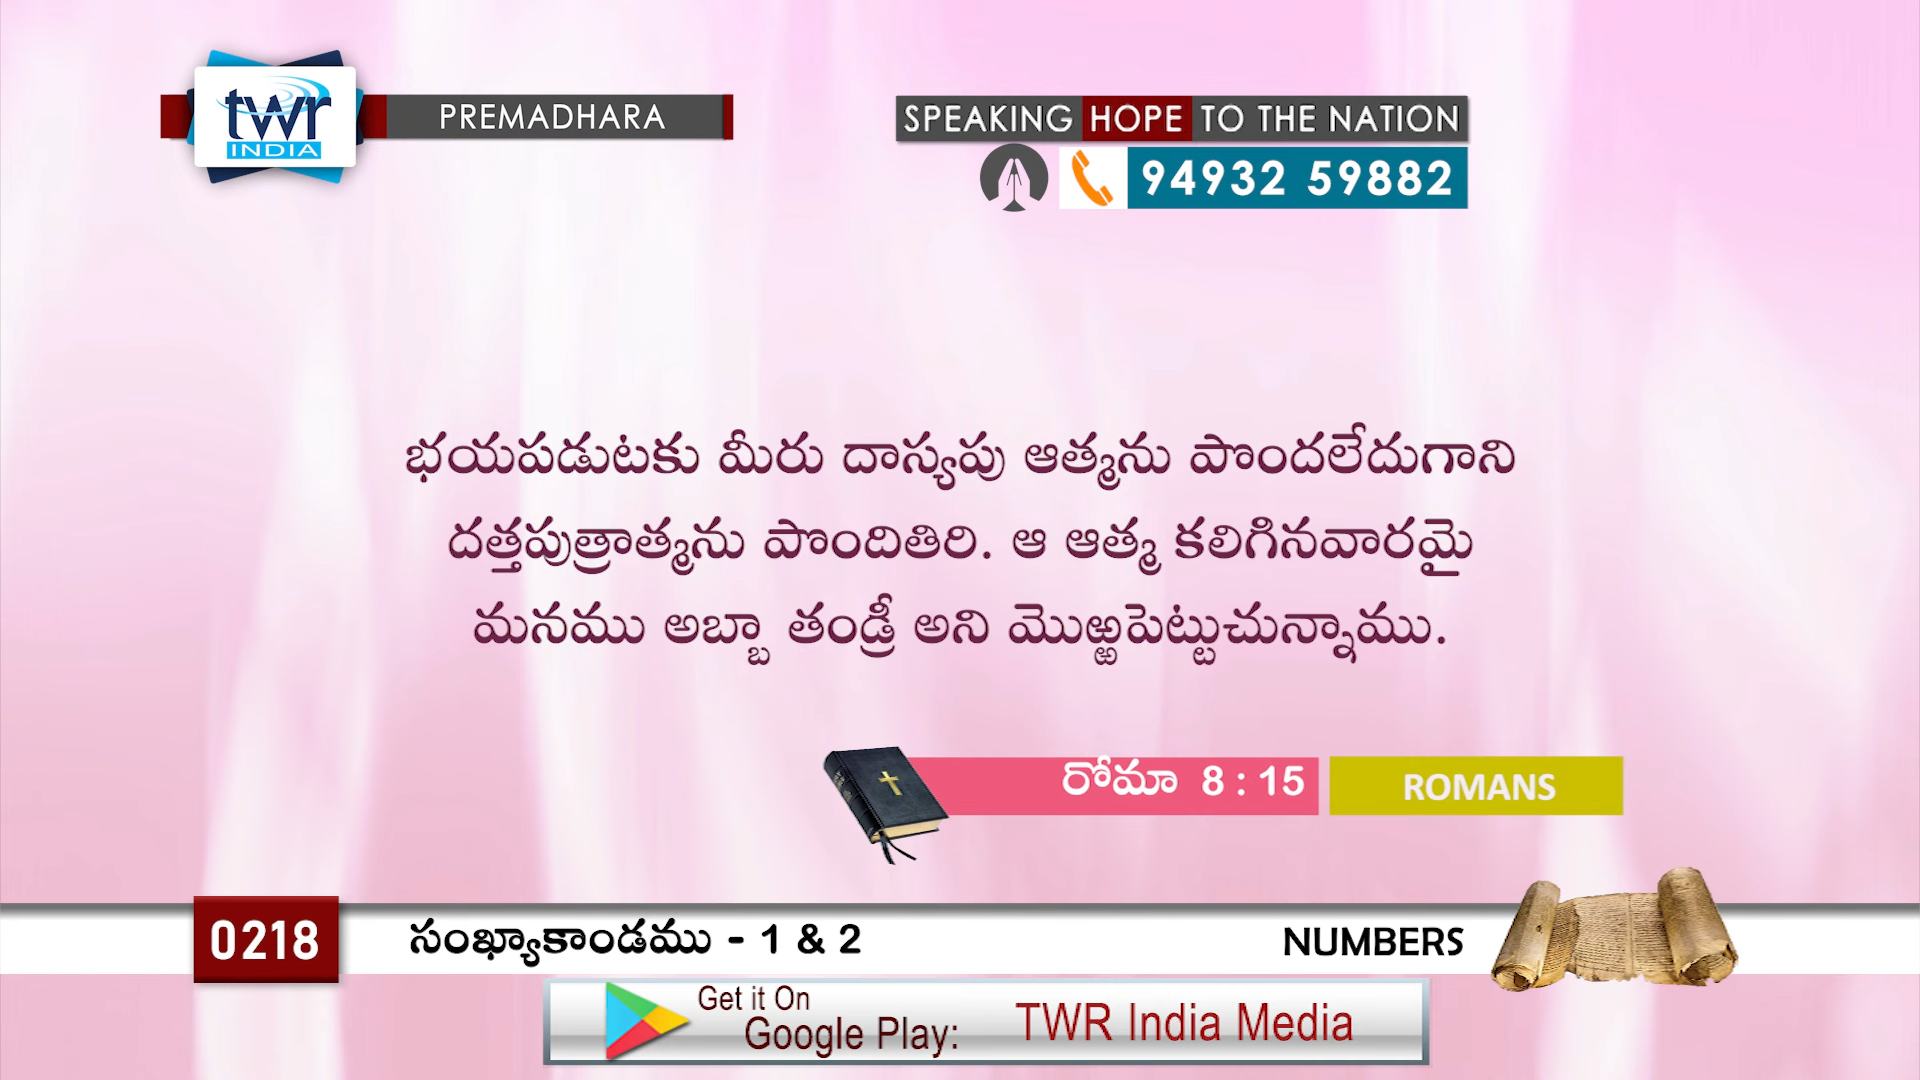 twr
INDIA
PREMADHARA
SPEAKING HOPE TO THE NATION
94932 59882
భయపడుటకు మీరు దాస్యపు ఆత్మను పొందలేదుగాని
దత్తపుత్రాత్మను పొందితిరి. ఆ ఆత్మ కలిగినవారమై
మనము అబ్బా తండ్రీ అని మొఱ్ఱపెట్టుచున్నాము.
రోమా 8 : 15
ROMANS
0218
సంఖ్యాకాండము - 1 & 2
NUMBERS
Get it On
Google Play:
TWR India Media